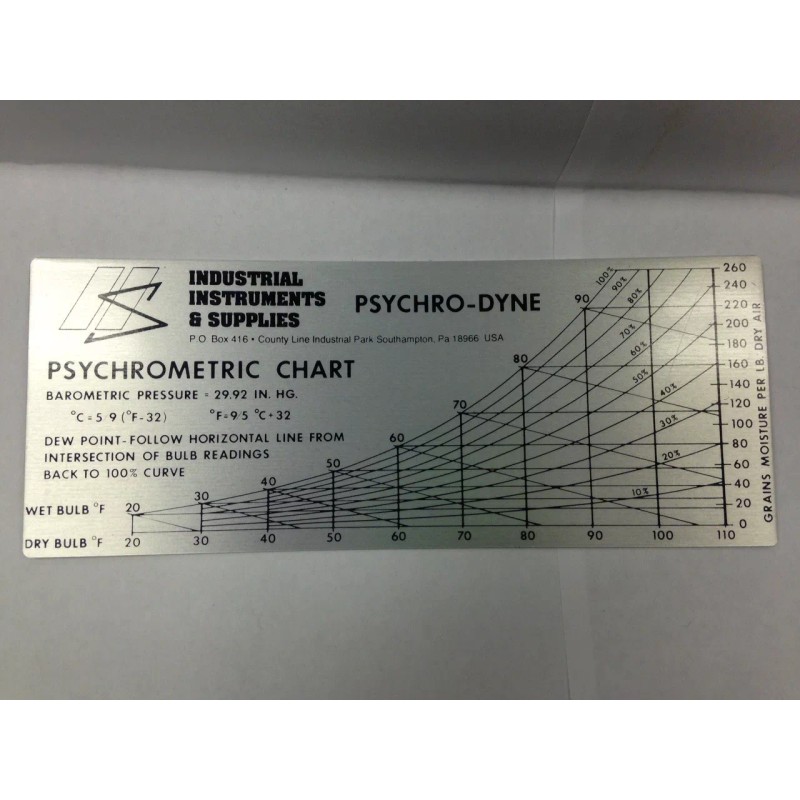 INDUSTRIAL
INSTRUMENTS
& SUPPLIES
PSYCHRO-DYNE
P.O. Box 416 • County Line Industrial Park Southampton, Pa 18966 USA
PSYCHROMETRIC CHART
BAROMETRIC PRESSURE = 29.92 IN. HG.
°C=5/9 (°F-32) °F=9/5 °C+32
DEW POINT-FOLLOW HORIZONTAL LINE FROM
INTERSECTION OF BULB READINGS
BACK TO 100% CURVE
WET BULB °F 20 30 40 50 60 70 80 90
DRY BULB °F 20 30 40 50 60 70 80 90 100 110
100% 90% 80% 70% 60% 50% 40% 30% 20% 10%
260
240
220
200
180
160
140
120
100
80
60
40
20
0
GRAINS MOISTURE PER LB. DRY AIR